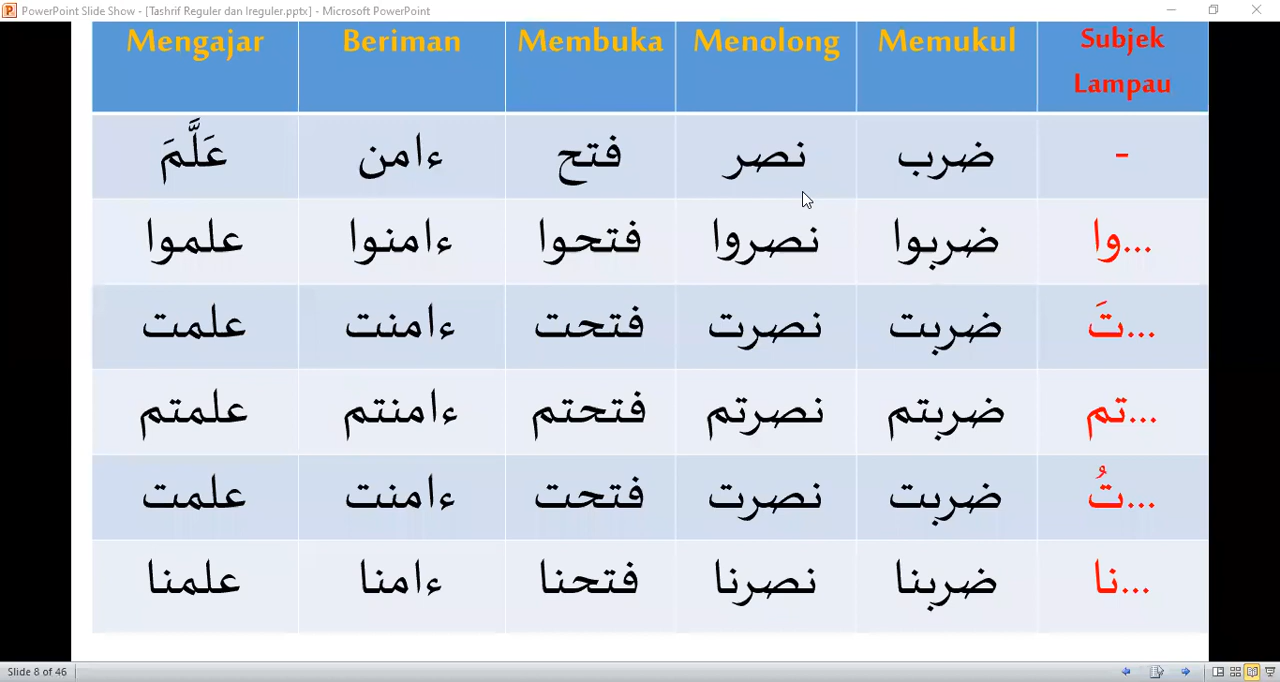 PowerPoint Slide Show - [Tashrif Reguler dan Ireguler.pptx] - Microsoft PowerPoint
Mengajar Beriman Membuka Menolong Memukul Subjek Lampau
- ضرب نصر فتح ءامن عَلَّمَ
...وا ضربوا نصروا فتحوا ءامنوا علموا
...تَ ضربت نصرت فتحت ءامنت علمت
...تم ضربتم نصرتم فتحتم ءامنتم علمتم
...تُ ضربت نصرت فتحت ءامنت علمت
...نا ضربنا نصرنا فتحنا ءامنا علمنا
Slide 8 of 46